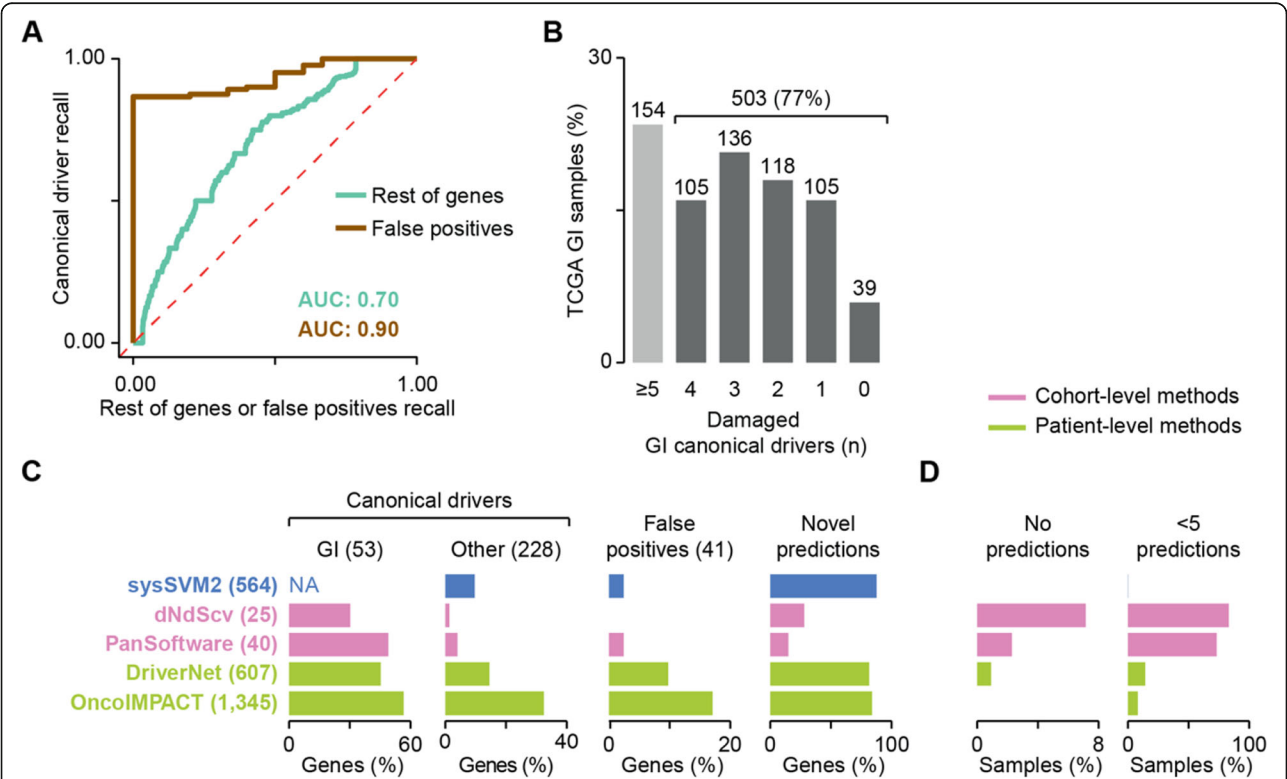 A
1.00
Canonical driver recall
0.00
0.00
1.00
Rest of genes or false positives recall
Rest of genes
False positives
AUC: 0.70
AUC: 0.90
B
30
TCGA GI samples (%)
0
503 (77%)
154
105
136
118
105
39
≥5
4
3
2
1
0
Damaged
GI canonical drivers (n)
Cohort-level methods
Patient-level methods
C
Canonical drivers
GI (53)
Other (228)
False
positives (41)
Novel
predictions
sysSVM2 (564)
NA
dNdScv (25)
PanSoftware (40)
DriverNet (607)
OncoIMPACT (1,345)
0
60
Genes (%)
0
40
Genes (%)
0
20
Genes (%)
0
100
Genes (%)
D
No
predictions
<5
predictions
0
8
Samples (%)
0
100
Samples (%)